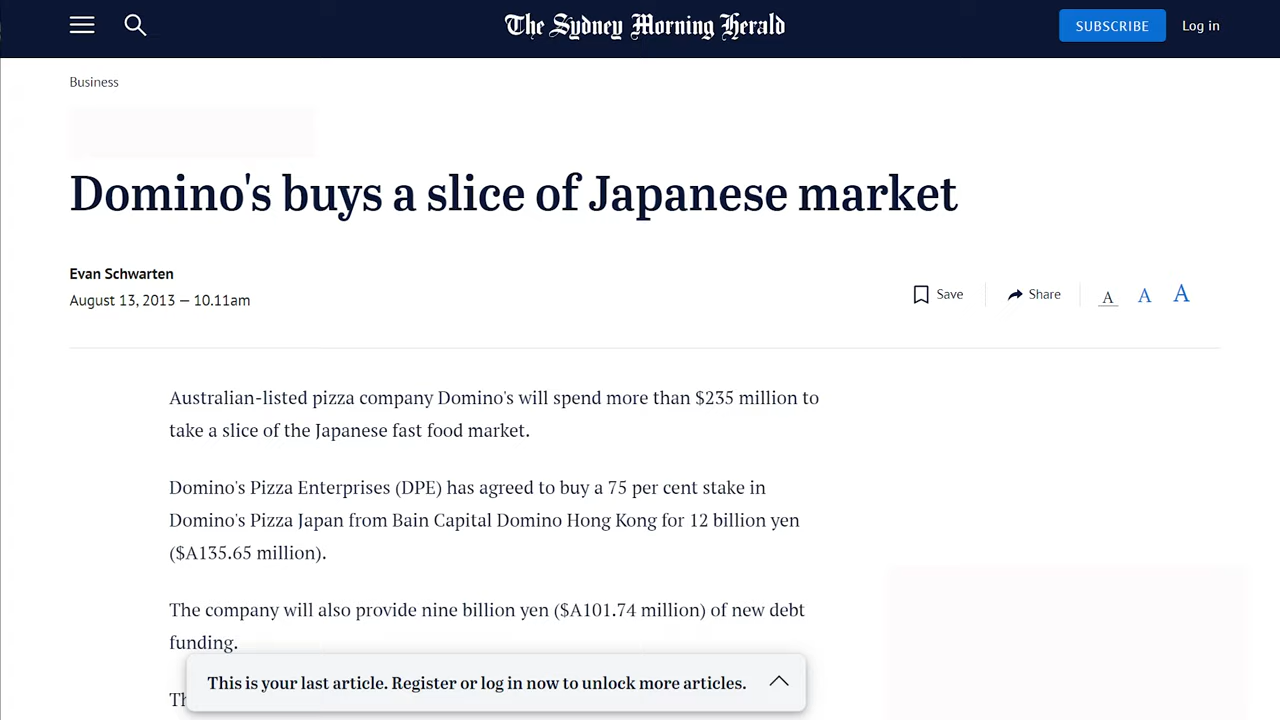 The Sydney Morning Herald
SUBSCRIBE
Log in
Business
Domino's buys a slice of Japanese market
Evan Schwarten
August 13, 2013 — 10.11am
Save
Share
A
A
A
Australian-listed pizza company Domino's will spend more than $235 million to
take a slice of the Japanese fast food market.
Domino's Pizza Enterprises (DPE) has agreed to buy a 75 per cent stake in
Domino's Pizza Japan from Bain Capital Domino Hong Kong for 12 billion yen
($A135.65 million).
The company will also provide nine billion yen ($A101.74 million) of new debt
funding.
This is your last article. Register or log in now to unlock more articles.